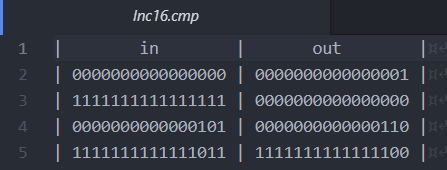 Inc16.cmp
1 | in | out |¤↵
2 | 0000000000000000 | 0000000000000001 |¤↵
3 | 1111111111111111 | 0000000000000000 |¤↵
4 | 0000000000000101 | 0000000000000110 |¤↵
5 | 1111111111111011 | 1111111111111100 |¤↵